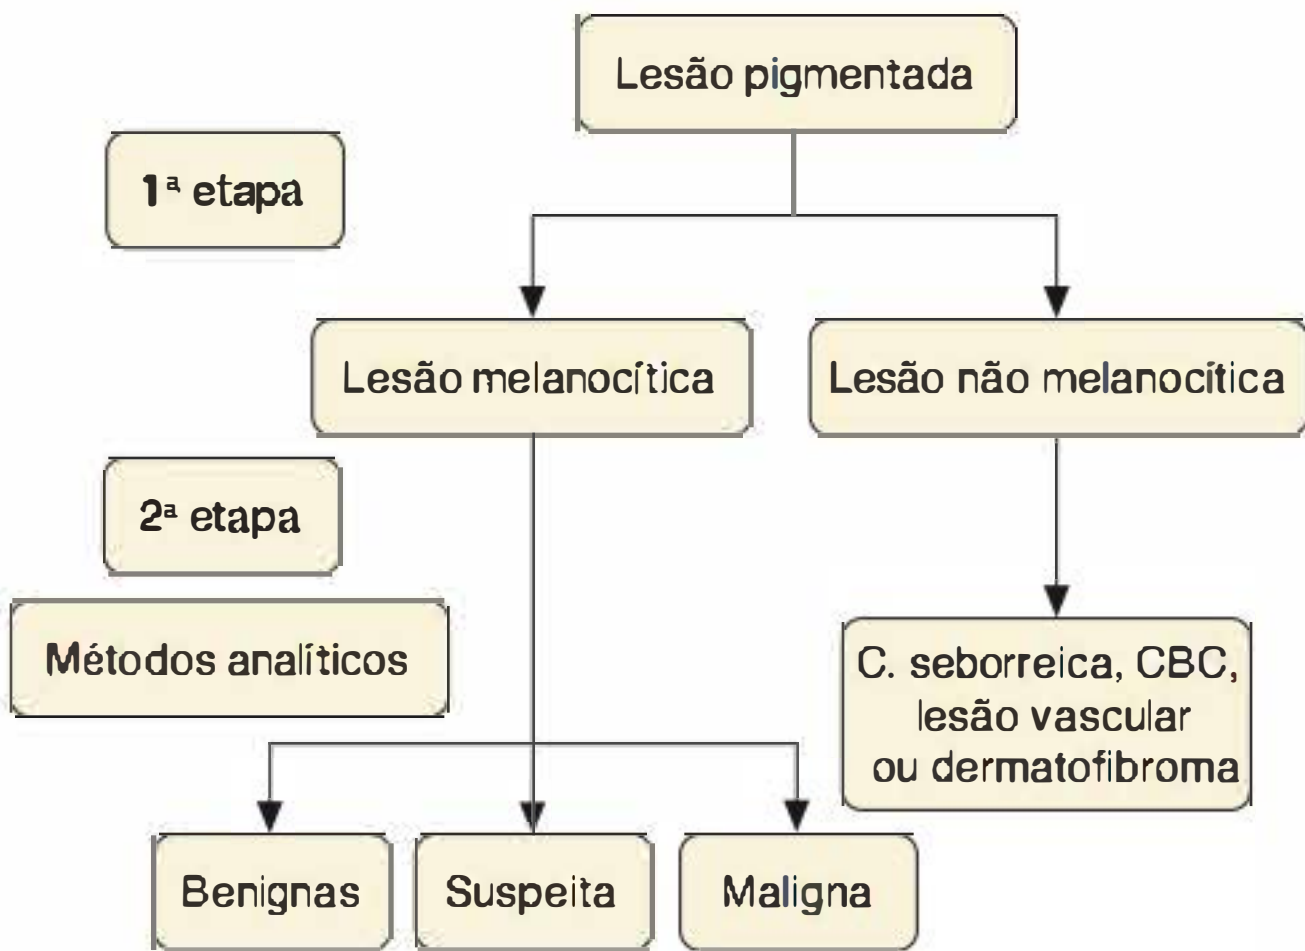 Lesão pigmentada
1ª etapa
Lesão melanocítica
Lesão não melanocítica
2ª etapa
Métodos analíticos
C. seborreica, CBC,
lesão vascular
ou dermatofibroma
Benignas
Suspeita
Maligna